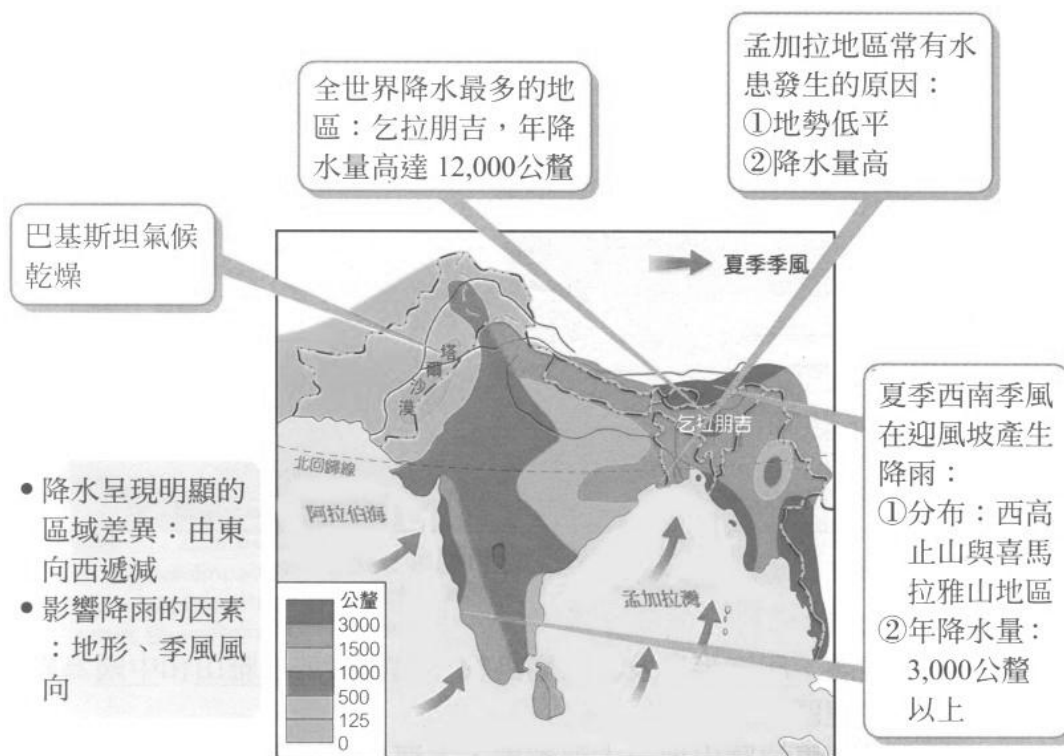 全世界降水最多的地
區：乞拉朋吉，年降
水量高達 12,000公釐
孟加拉地區常有水
患發生的原因：
①地勢低平
②降水量高
巴基斯坦氣候
乾燥
夏季季風
塔爾沙漠
乞拉朋吉
北回歸線
阿拉伯海
孟加拉灣
夏季西南季風
在迎風坡產生
降雨：
①分布：西高
止山與喜馬
拉雅山地區
②年降水量：
3,000公釐
以上
• 降水呈現明顯的
區域差異：由東
向西遞減
• 影響降雨的因素
：地形、季風風
向
公釐
3000
1500
1000
500
125
0